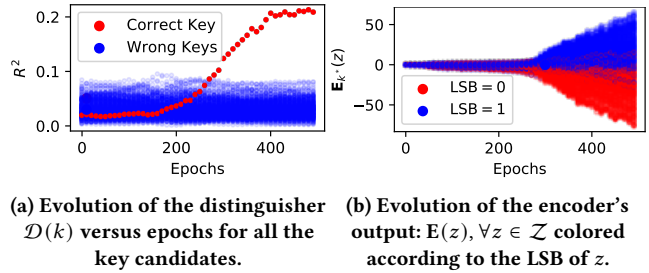 0.2
0.1
0.0
R²
Correct Key
Wrong Keys
0 200 400
Epochs
50
0
−50
E_{k*}(z)
LSB = 0
LSB = 1
0 200 400
Epochs
(a) Evolution of the distinguisher
𝒟(k) versus epochs for all the
key candidates.
(b) Evolution of the encoder's
output: E(z), ∀z ∈ 𝒵 colored
according to the LSB of z.